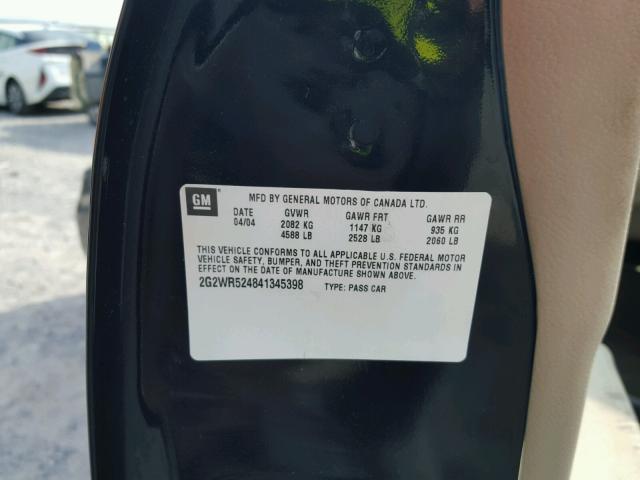 GM
MFD BY GENERAL MOTORS OF CANADA LTD.
DATE GVWR GAWR FRT GAWR RR
04/04 2082 KG 1147 KG 935 KG
4588 LB 2528 LB 2060 LB
THIS VEHICLE CONFORMS TO ALL APPLICABLE U.S. FEDERAL MOTOR
VEHICLE SAFETY, BUMPER, AND THEFT PREVENTION STANDARDS IN
EFFECT ON THE DATE OF MANUFACTURE SHOWN ABOVE.
2G2WR524841345398 TYPE: PASS CAR